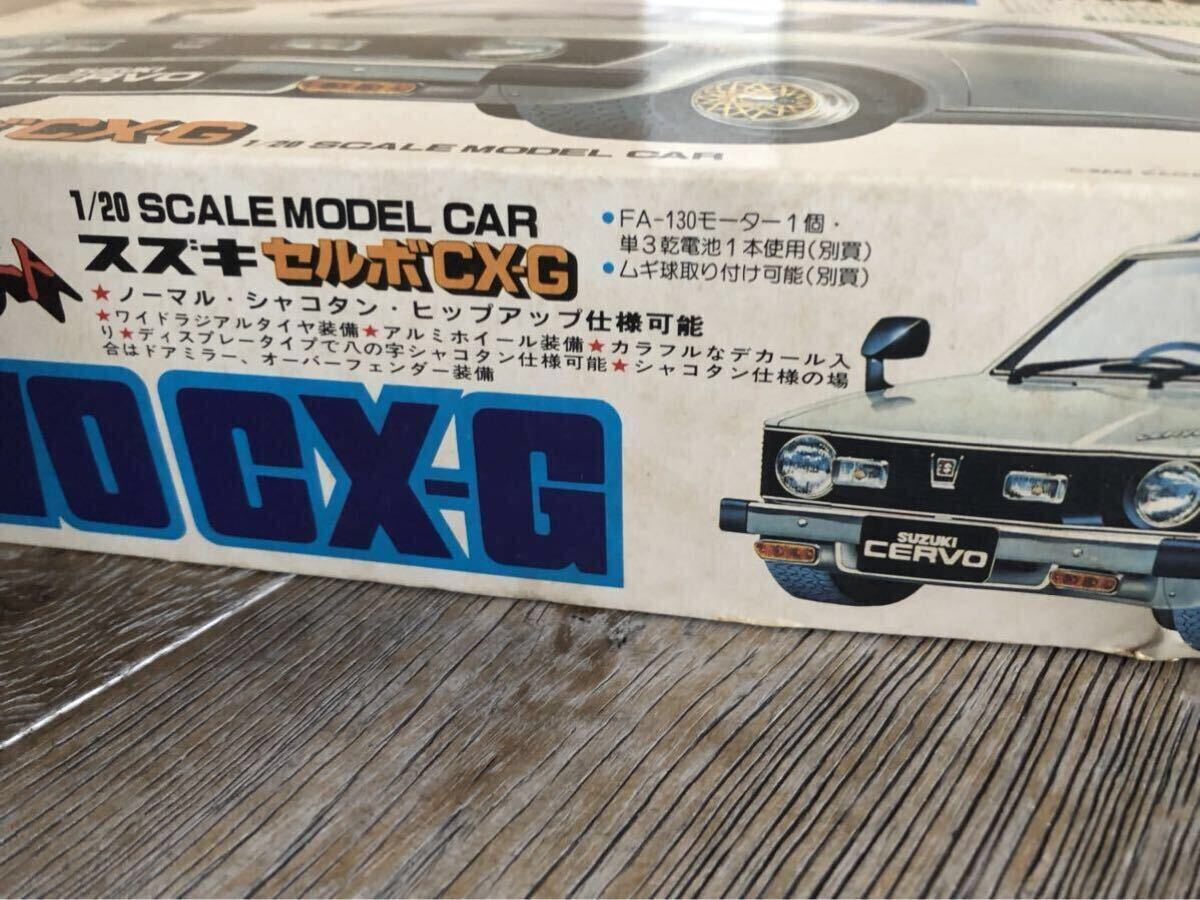 SUZUKI
CERVO
CX-G
1/20 SCALE MODEL CAR
1/20 SCALE MODEL CAR
スズキセルボCX-G
★ノーマル・シャコタン・ヒップアップ仕様可能
★ワイドラジアルタイヤ装備★アルミホイール装備★カラフルなデカール入
り★ディスプレータイプで八の字シャコタン仕様可能★シャコタン仕様の場
合はドアミラー、オーバーフェンダー装備
●FA-130モーター1個・
単3乾電池1本使用(別買)
●ムギ球取り付け可能(別買)
VO CX-G
SUZUKI
CERVO